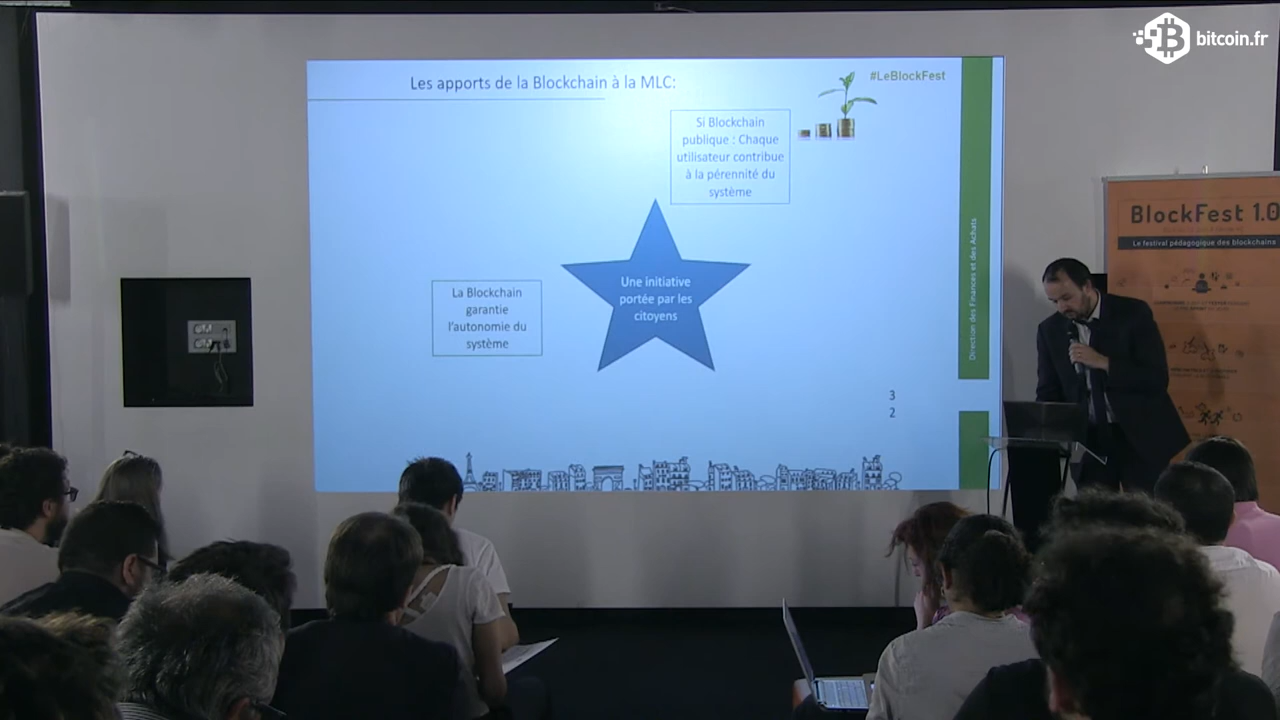 bitcoin.fr
Les apports de la Blockchain à la MLC:
#LeBlockFest
Si Blockchain
publique : Chaque
utilisateur contribue
à la pérennité du
système
Une initiative
portée par les
citoyens
La Blockchain
garantie
l'autonomie du
système
3
2
Direction des Finances et des Achats
BlockFest 1.0
Le festival pédagogique des blockchains